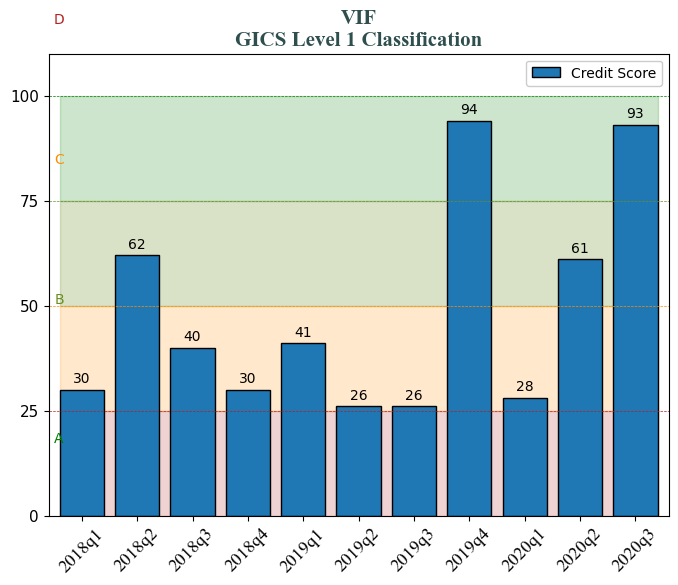 D
VIF
GICS Level 1 Classification
Credit Score
100
94
93
C
75
62
61
B
50
40
41
30
30
26
26
28
25
A
0
2018q1
2018q2
2018q3
2018q4
2019q1
2019q2
2019q3
2019q4
2020q1
2020q2
2020q3